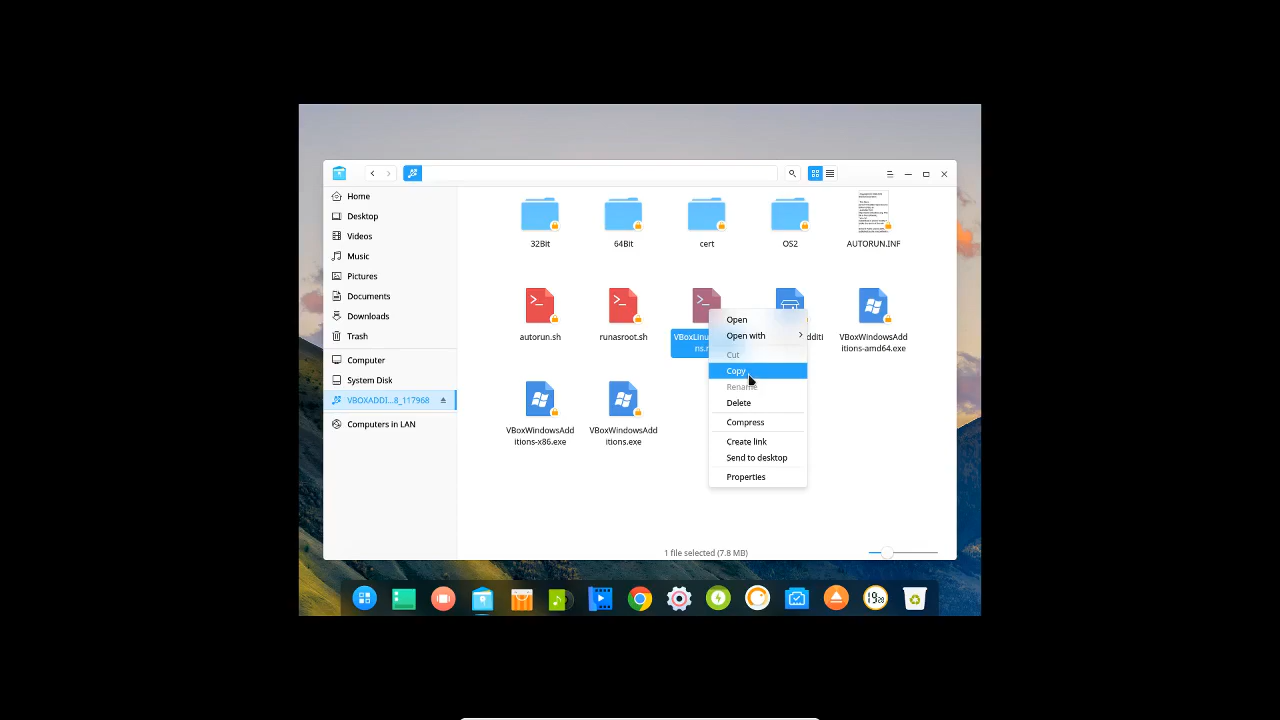 Home
Desktop
Videos
Music
Pictures
Documents
Downloads
Trash
Computer
System Disk
VBOXADDI...8_117968
Computers in LAN
32Bit
64Bit
cert
OS2
AUTORUN.INF
autorun.sh
runasroot.sh
VBoxLinu
ns.r
dditi
VBoxWindowsAdd
itions-amd64.exe
VBoxWindowsAdd
itions-x86.exe
VBoxWindowsAdd
itions.exe
Open
Open with
Cut
Copy
Rename
Delete
Compress
Create link
Send to desktop
Properties
1 file selected (7.8 MB)